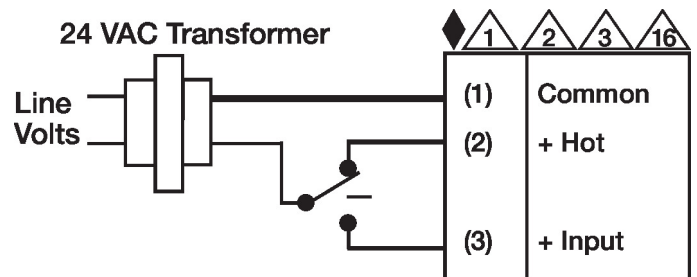 24 VAC Transformer
1 2 3 16
Line
Volts
(1) Common
(2) + Hot
(3) + Input